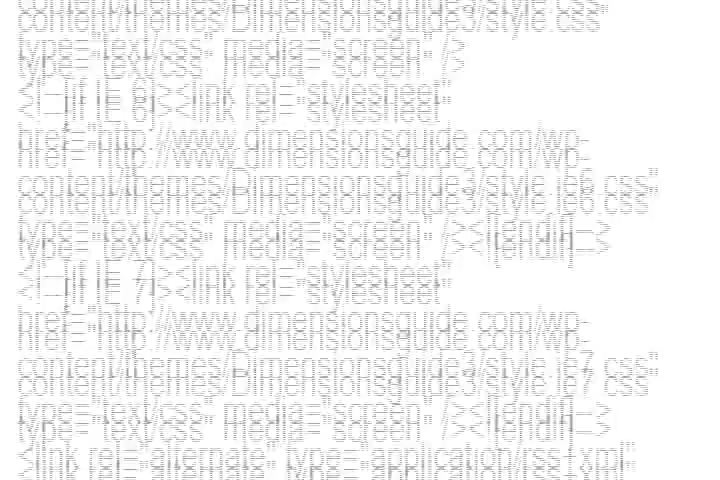 content/themes/Dimensionsguide3/style.css"
type="text/css" media="screen" />
<!--[if IE 6]><link rel="stylesheet"
href="http://www.dimensionsguide.com/wp-
content/themes/Dimensionsguide3/style.ie6.css"
type="text/css" media="screen" /><![endif]-->
<!--[if IE 7]><link rel="stylesheet"
href="http://www.dimensionsguide.com/wp-
content/themes/Dimensionsguide3/style.ie7.css"
type="text/css" media="screen" /><![endif]-->
<link rel="alternate" type="application/rss+xml"